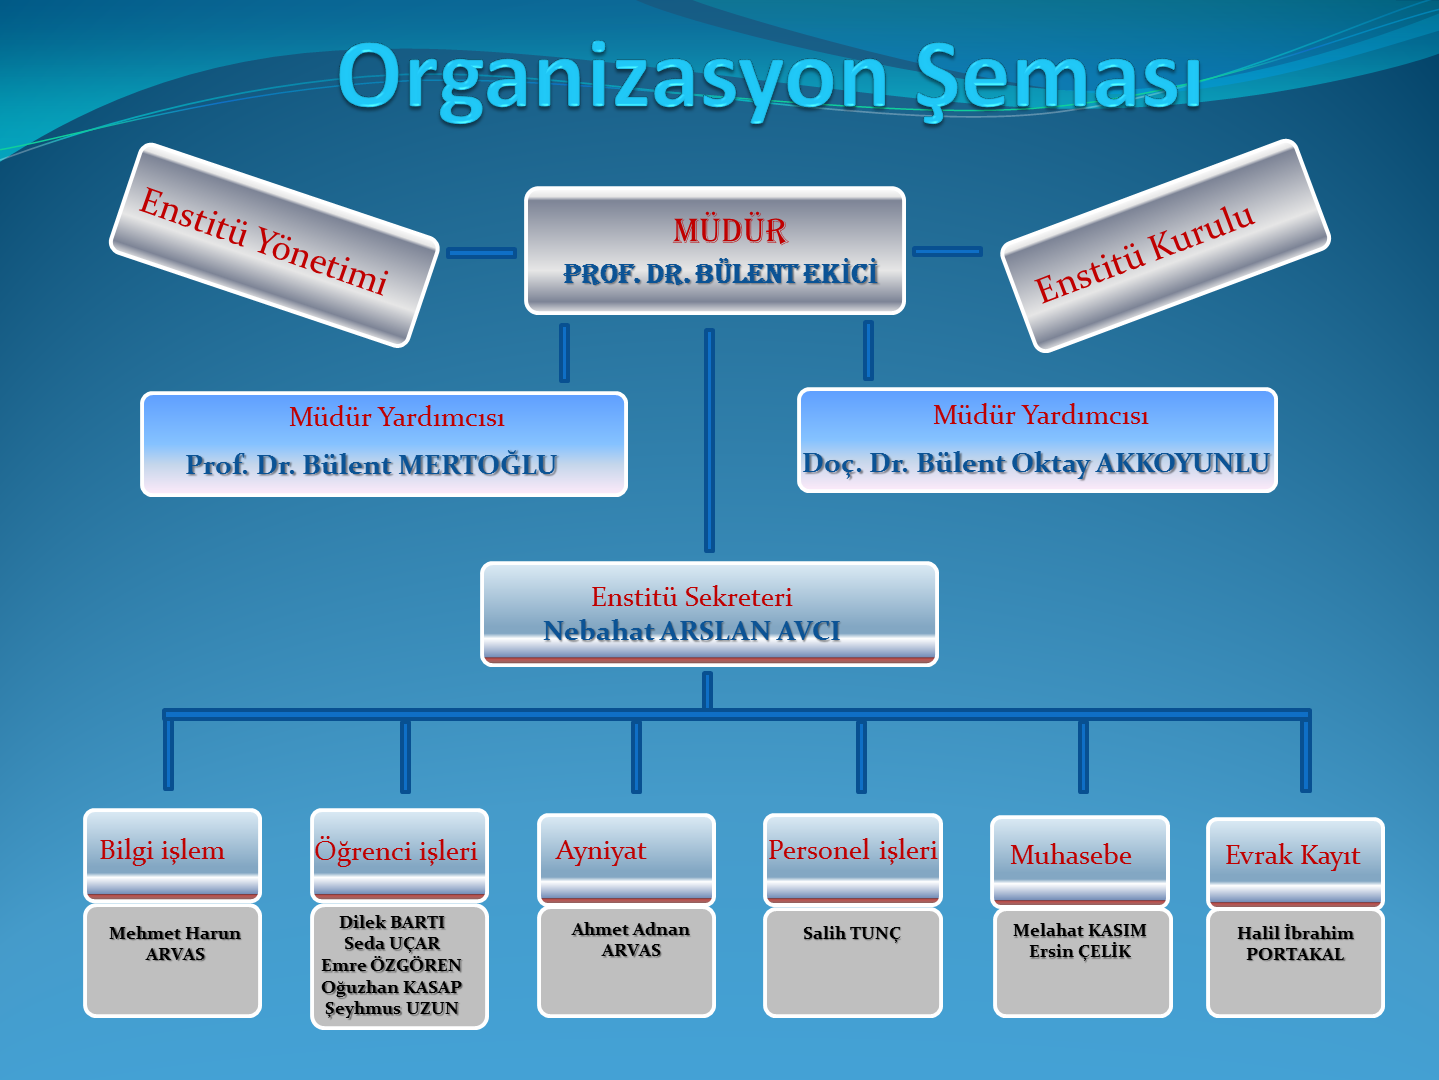 Organizasyon Şeması
Enstitü Yönetimi
MÜDÜR
PROF. DR. BÜLENT EKİCİ
Enstitü Kurulu
Müdür Yardımcısı
Prof. Dr. Bülent MERTOĞLU
Müdür Yardımcısı
Doç. Dr. Bülent Oktay AKKOYUNLU
Enstitü Sekreteri
Nebahat ARSLAN AVCI
Bilgi işlem
Mehmet Harun
ARVAS
Öğrenci işleri
Dilek BARTI
Seda UÇAR
Emre ÖZGÖREN
Oğuzhan KASAP
Şeyhmus UZUN
Ayniyat
Ahmet Adnan
ARVAS
Personel işleri
Salih TUNÇ
Muhasebe
Melahat KASIM
Ersin ÇELİK
Evrak Kayıt
Halil İbrahim
PORTAKAL